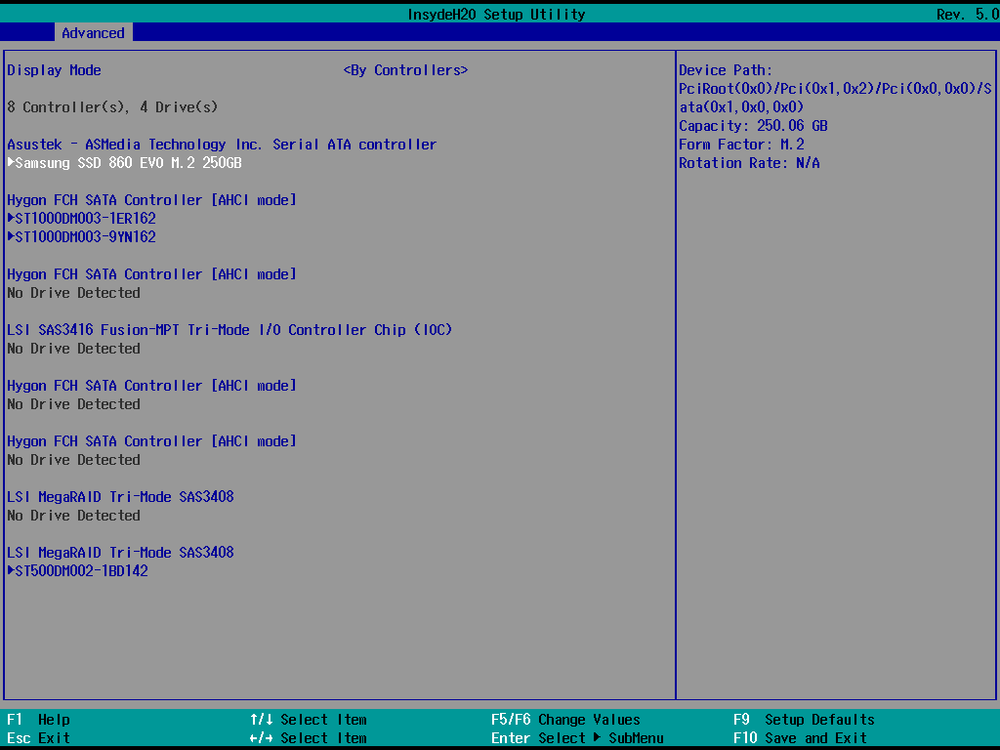 InsydeH20 Setup Utility Rev. 5.0
Advanced
Display Mode <By Controllers>
8 Controller(s), 4 Drive(s)
Asustek - ASMedia Technology Inc. Serial ATA controller
▶Samsung SSD 860 EVO M.2 250GB
Hygon FCH SATA Controller [AHCI mode]
▶ST1000DM003-1ER162
▶ST1000DM003-9YN162
Hygon FCH SATA Controller [AHCI mode]
No Drive Detected
LSI SAS3416 Fusion-MPT Tri-Mode I/O Controller Chip (IOC)
No Drive Detected
Hygon FCH SATA Controller [AHCI mode]
No Drive Detected
Hygon FCH SATA Controller [AHCI mode]
No Drive Detected
LSI MegaRAID Tri-Mode SAS3408
No Drive Detected
LSI MegaRAID Tri-Mode SAS3408
▶ST500DM002-1BD142
Device Path:
PciRoot(0x0)/Pci(0x1,0x2)/Pci(0x0,0x0)/S
ata(0x1,0x0,0x0)
Capacity: 250.06 GB
Form Factor: M.2
Rotation Rate: N/A
F1 Help ↑/↓ Select Item F5/F6 Change Values F9 Setup Defaults
Esc Exit ←/→ Select Item Enter Select ▶ SubMenu F10 Save and Exit